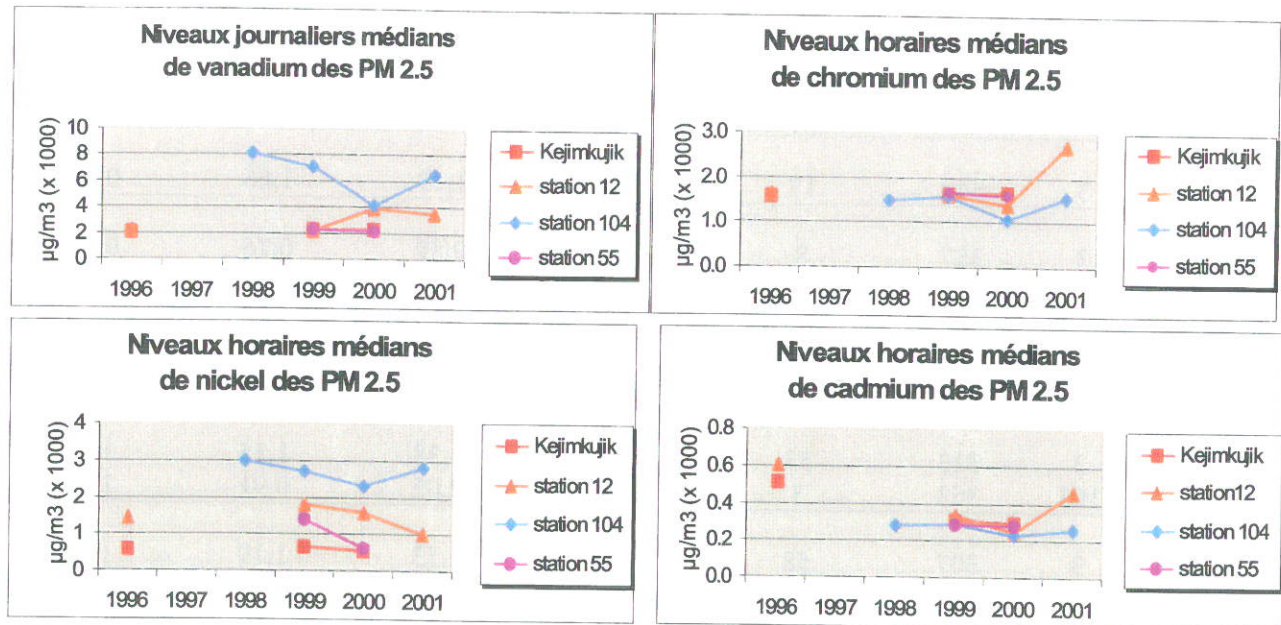 Niveaux journaliers médians
de vanadium des PM 2.5
µg/m3 (x 1000)
10
8
6
4
2
0
1996 1997 1998 1999 2000 2001
Kejimkujik
station 12
station 104
station 55
Niveaux horaires médians
de chromium des PM 2.5
µg/m3 (x 1000)
3.0
2.0
1.0
0.0
1996 1997 1998 1999 2000 2001
Kejimkujik
station 12
station 104
station 55
Niveaux horaires médians
de nickel des PM 2.5
µg/m3 (x 1000)
4
3
2
1
0
1996 1997 1998 1999 2000 2001
Kejimkujik
station 12
station 104
station 55
Niveaux horaires médians
de cadmium des PM 2.5
µg/m3 (x 1000)
0.8
0.6
0.4
0.2
0.0
1996 1997 1998 1999 2000 2001
Kejimkujik
station12
station 104
station 55